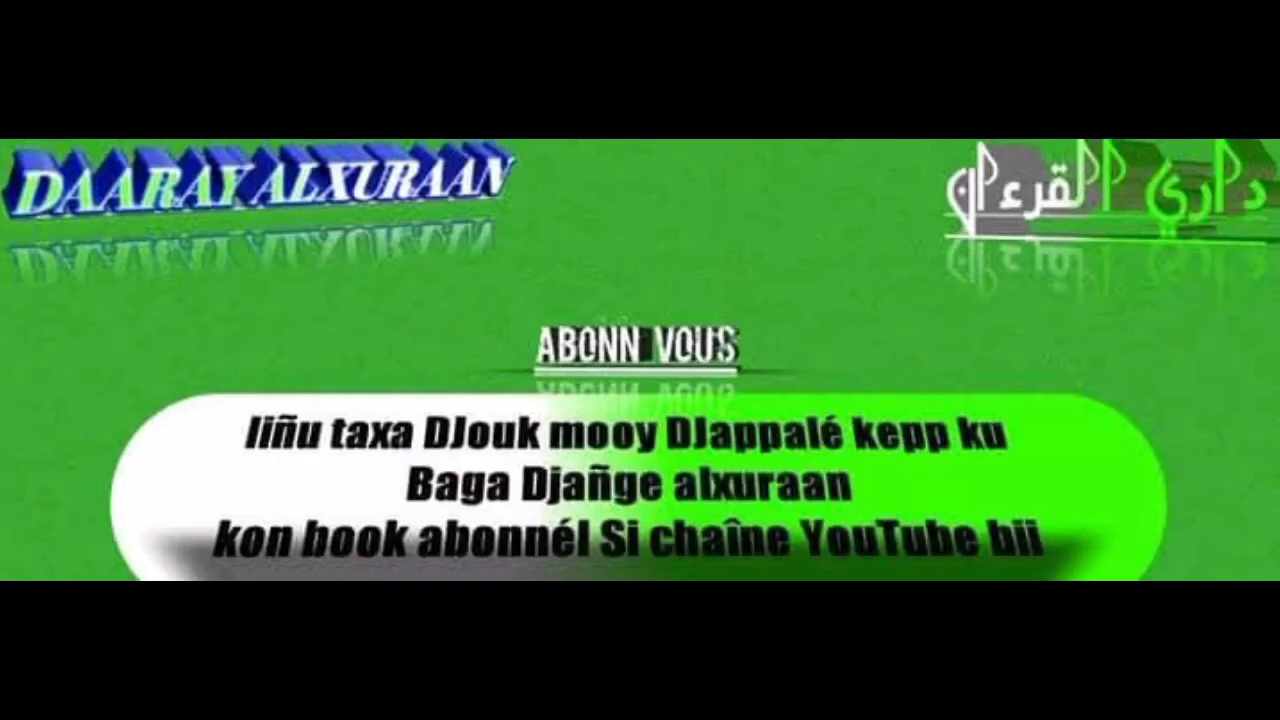 DAARAY ALXURAAN
داري القرءان
ABONN VOUS
liñu taxa DJouk mooy DJappalé kepp ku
Baga Djañge alxuraan
kon book abonnél Si chaîne YouTube bii